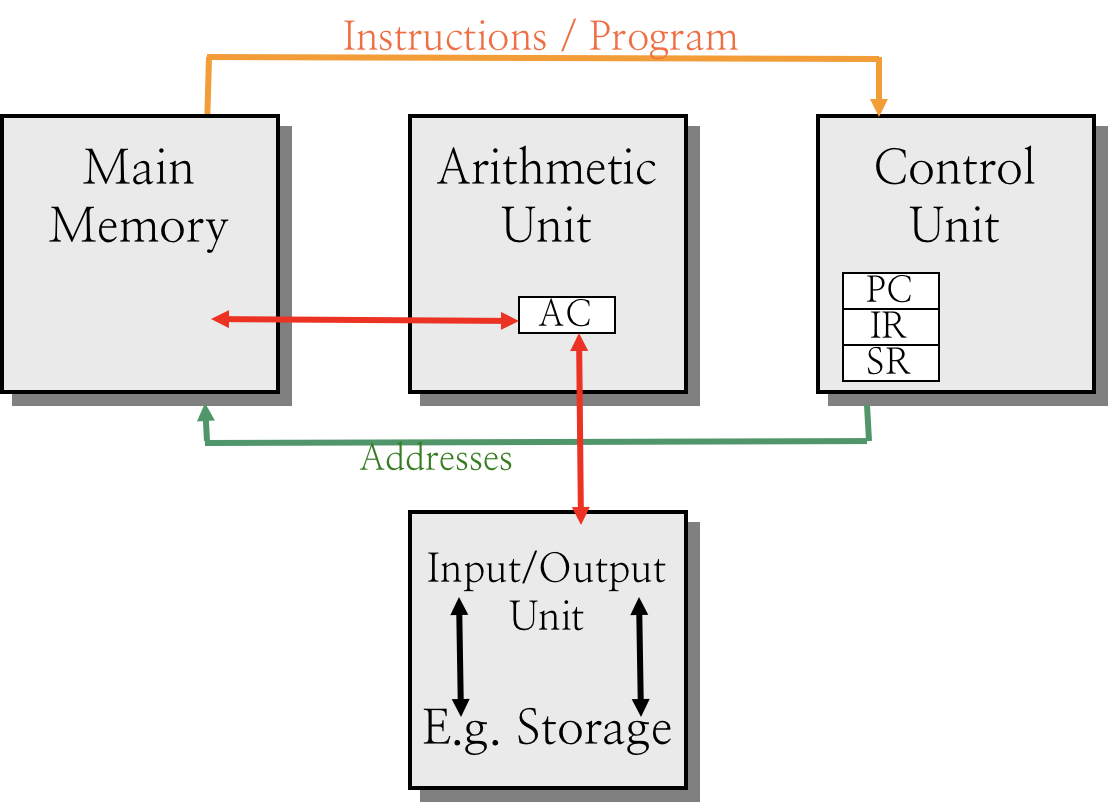 Instructions / Program
Main
Memory
Arithmetic
Unit
AC
Control
Unit
PC
IR
SR
Addresses
Input/Output
Unit
E.g. Storage